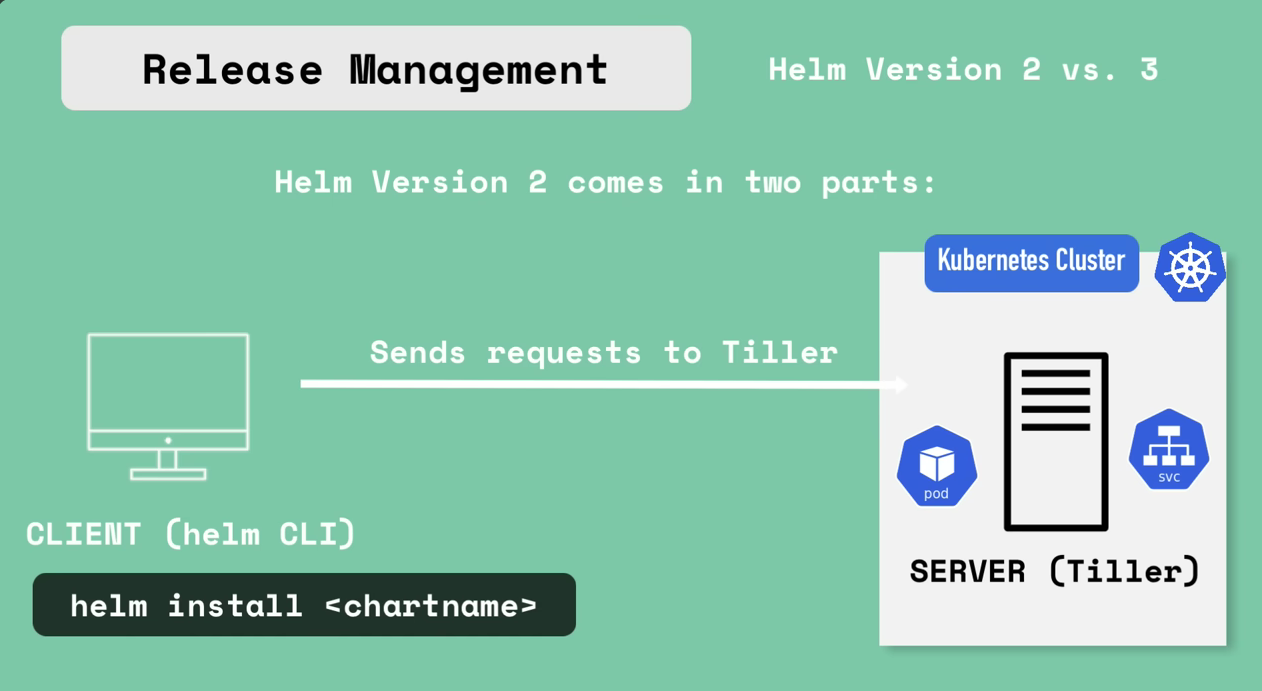 Release Management
Helm Version 2 vs. 3
Helm Version 2 comes in two parts:
Kubernetes Cluster
Sends requests to Tiller
pod
svc
CLIENT (helm CLI)
SERVER (Tiller)
helm install <chartname>